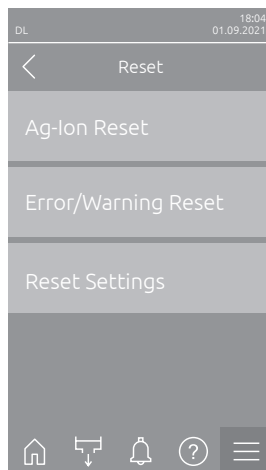 18:04
DL 01.09.2021
Reset
Ag-Ion Reset
Error/Warning Reset
Reset Settings
?